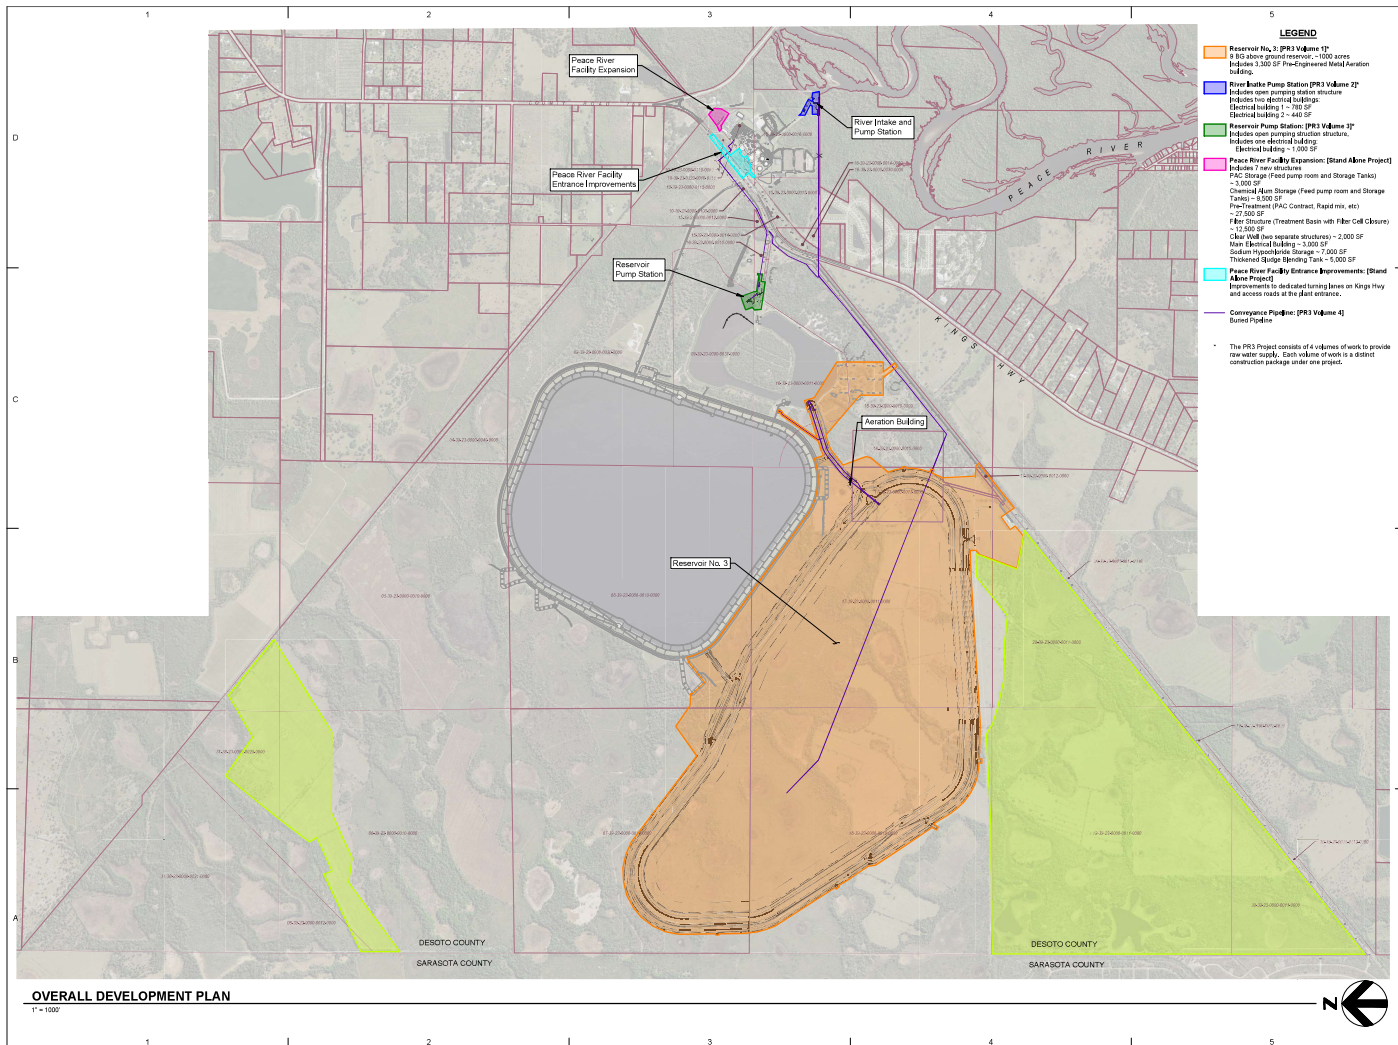 1
2
3
4
5
D
C
B
A
Peace River
Facility Expansion
River Intake and
Pump Station
Peace River Facility
Entrance Improvements
Reservoir
Pump Station
Aeration Building
Reservoir No. 3
PEACE RIVER
KINGS HWY
DESOTO COUNTY
SARASOTA COUNTY
DESOTO COUNTY
SARASOTA COUNTY
LEGEND
Reservoir No. 3: [PR3 Volume 1]*
9 BG above ground reservoir, ~1000 acres
Includes 3,300 SF Pre-Engineered Metal Aeration
building.
River Inatke Pump Station [PR3 Volume 2]*
Includes open pumping station structure
Includes two electrical buildings:
Electrical building 1 ~ 780 SF
Electrical building 2 ~ 440 SF
Reservoir Pump Station: [PR3 Volume 3]*
Includes open pumping struction structure,
Includes one electrical building:
Electrical building ~ 1,000 SF
Peace River Facility Expansion: [Stand Alone Project]
Includes 7 new structures
PAC Storage (Feed pump room and Storage Tanks)
~ 3,000 SF
Chemical Alum Storage (Feed pump room and Storage
Tanks) ~ 9,500 SF
Pre-Treatment (PAC Contract, Rapid mix, etc)
~ 27,500 SF
Filter Structure (Treatment Basin with Filter Cell Closure)
~ 12,500 SF
Clear Well (two separate structures) ~ 2,000 SF
Main Electrical Building ~ 3,000 SF
Sodium Hypochloride Storage ~ 7,000 SF
Thickened Sludge Blending Tank ~ 5,000 SF
Peace River Facility Entrance Improvements: [Stand
Alone Project]
Improvements to dedicated turning lanes on Kings Hwy
and access roads at the plant entrance.
Conveyance Pipeline: [PR3 Volume 4]
Buried Pipeline
* The PR3 Project consists of 4 volumes of work to provide
raw water supply. Each volume of work is a distinct
construction package under one project.
OVERALL DEVELOPMENT PLAN
1" = 1000'
N
1
2
3
4
5